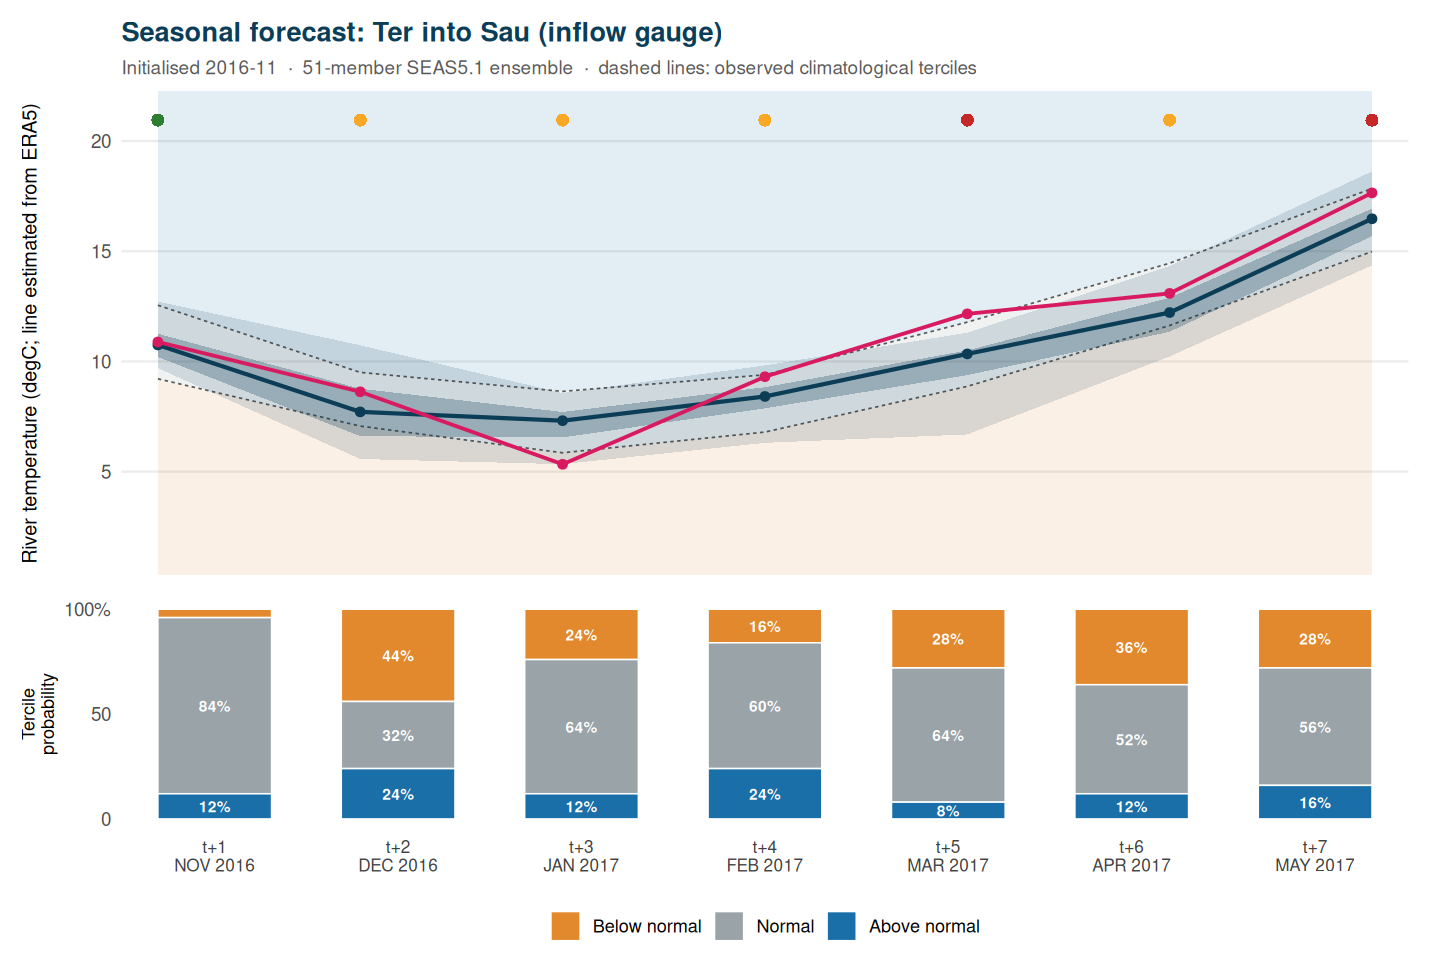 Seasonal forecast: Ter into Sau (inflow gauge)
Initialised 2016-11 · 51-member SEAS5.1 ensemble · dashed lines: observed climatological terciles
River temperature (degC; line estimated from ERA5)
20
15
10
5
Tercile
probability
100%
50
0
84%
12%
44%
32%
24%
24%
64%
12%
16%
60%
24%
28%
64%
8%
36%
52%
12%
28%
56%
16%
t+1
NOV 2016
t+2
DEC 2016
t+3
JAN 2017
t+4
FEB 2017
t+5
MAR 2017
t+6
APR 2017
t+7
MAY 2017
Below normal
Normal
Above normal